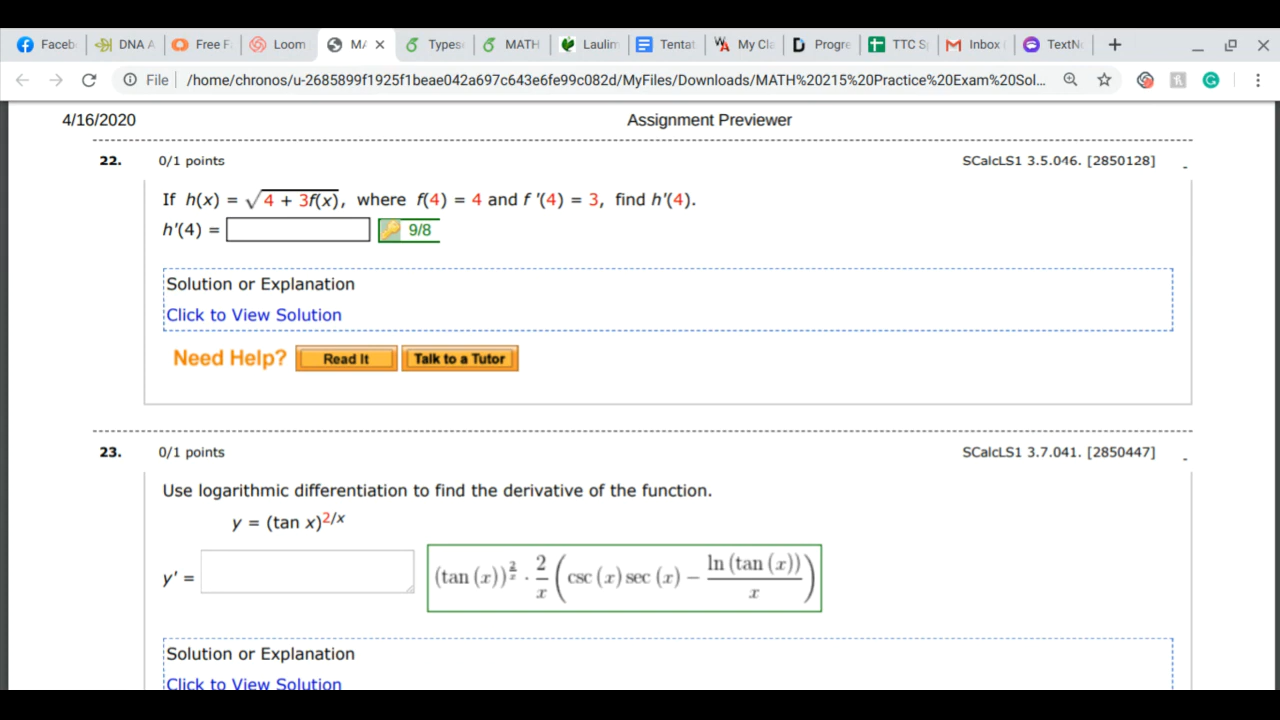 Faceb DNA A Free F Loom MA Types MATH Laulim Tentat My Cla Progre TTC S Inbox TextN
File /home/chronos/u-2685899f1925f1beae042a697c643e6fe99c082d/MyFiles/Downloads/MATH%20215%20Practice%20Exam%20Sol...
4/16/2020 Assignment Previewer
22. 0/1 points SCalcLS1 3.5.046. [2850128]
If h(x) = √4 + 3f(x), where f(4) = 4 and f '(4) = 3, find h'(4).
h'(4) = 9/8
Solution or Explanation
Click to View Solution
Need Help? Read It Talk to a Tutor
23. 0/1 points SCalcLS1 3.7.041. [2850447]
Use logarithmic differentiation to find the derivative of the function.
y = (tan x)^2/x
y' = (tan (x))^(2/x) · 2/x (csc (x) sec (x) − ln (tan (x))/x)
Solution or Explanation
Click to View Solution